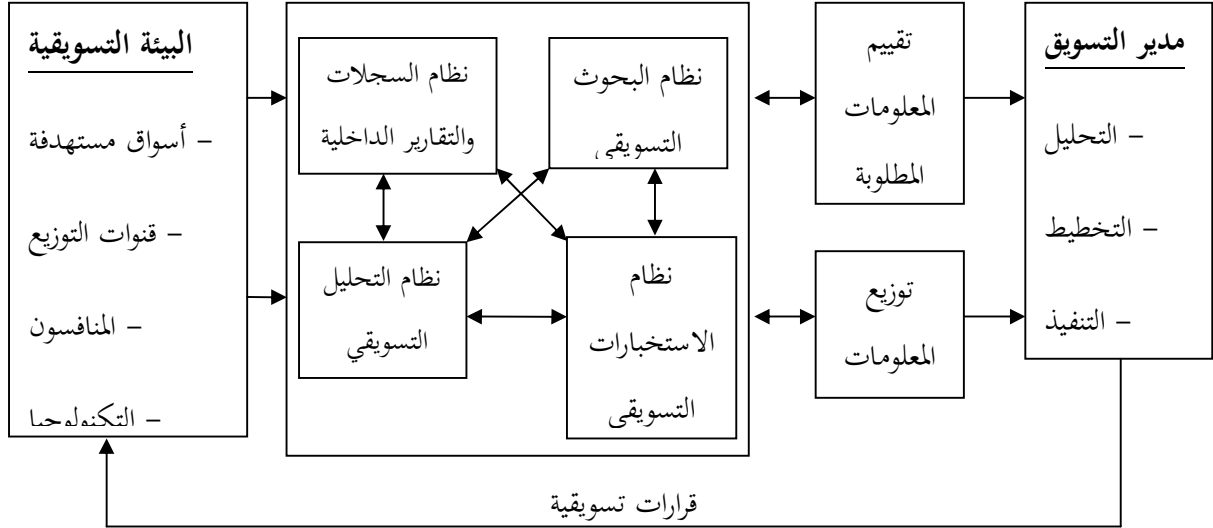 البيئة التسويقية
– أسواق مستهدفة
– قنوات التوزيع
– المنافسون
– التكنولوجيا
نظام السجلات
والتقارير الداخلية
نظام البحوث
التسويقي
نظام التحليل
التسويقي
نظام
الاستخبارات
التسويقي
تقييم
المعلومات
المطلوبة
توزيع
المعلومات
مدير التسويق
– التحليل
– التخطيط
– التنفيذ
قرارات تسويقية